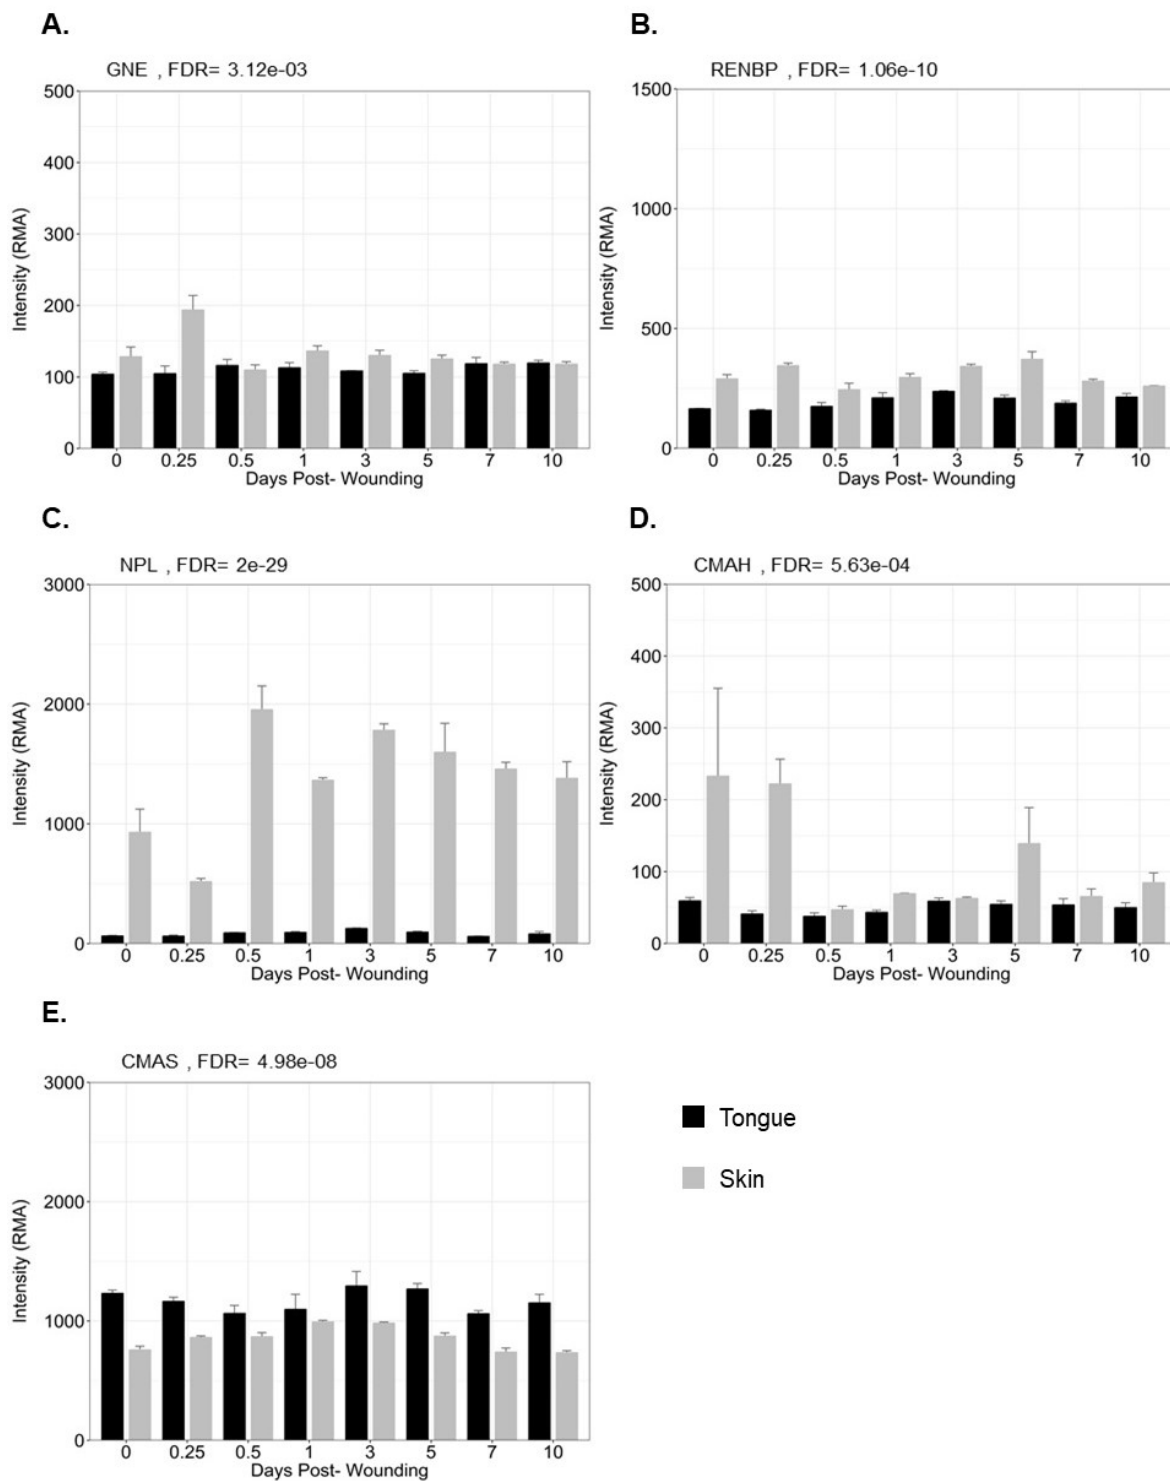 A.
GNE , FDR= 3.12e-03
500
400
300
200
100
0
Intensity (RMA)
0 0.25 0.5 1 3 5 7 10
Days Post- Wounding
B.
RENBP , FDR= 1.06e-10
1500
1000
500
0
Intensity (RMA)
0 0.25 0.5 1 3 5 7 10
Days Post- Wounding
C.
NPL , FDR= 2e-29
3000
2000
1000
0
Intensity (RMA)
0 0.25 0.5 1 3 5 7 10
Days Post- Wounding
D.
CMAH , FDR= 5.63e-04
500
400
300
200
100
0
Intensity (RMA)
0 0.25 0.5 1 3 5 7 10
Days Post- Wounding
E.
CMAS , FDR= 4.98e-08
3000
2000
1000
0
Intensity (RMA)
0 0.25 0.5 1 3 5 7 10
Days Post- Wounding
Tongue
Skin